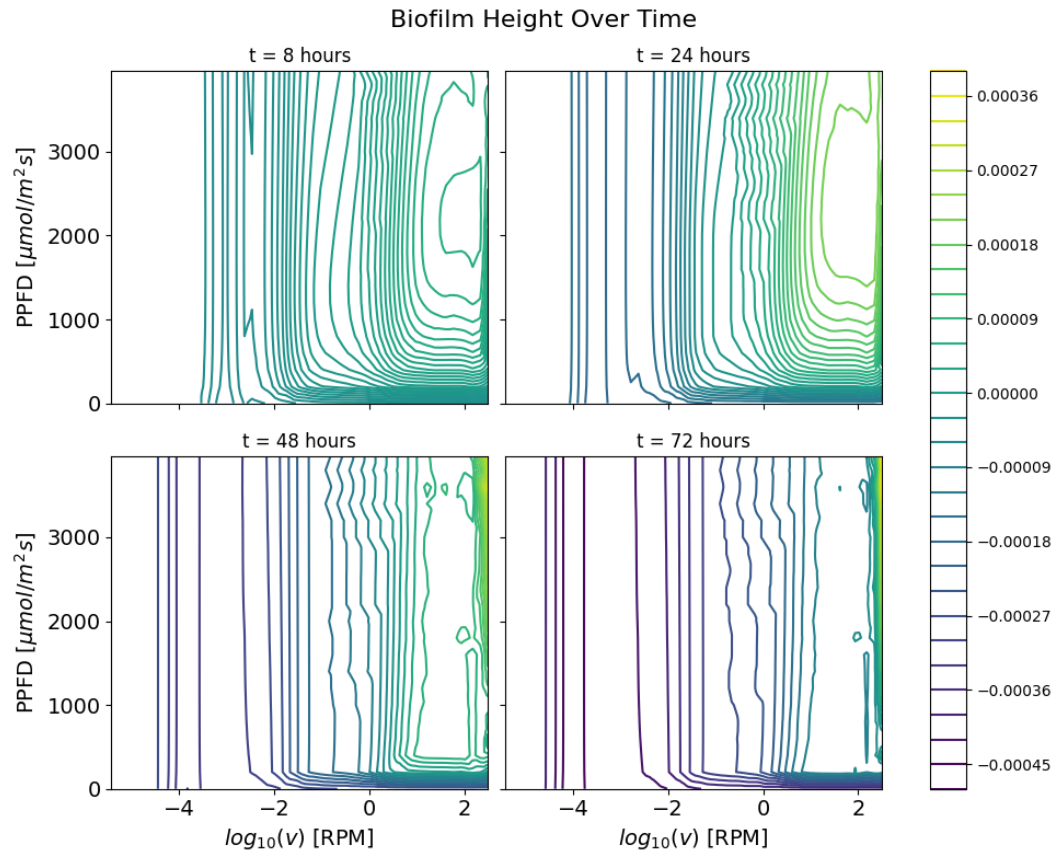 Biofilm Height Over Time
t = 8 hours
t = 24 hours
PPFD [μmol/m²s]
3000
2000
1000
0
0.00036
0.00027
0.00018
0.00009
0.00000
−0.00009
−0.00018
−0.00027
−0.00036
−0.00045
t = 48 hours
t = 72 hours
PPFD [μmol/m²s]
3000
2000
1000
0
−4 −2 0 2
−4 −2 0 2
log₁₀(v) [RPM]
log₁₀(v) [RPM]